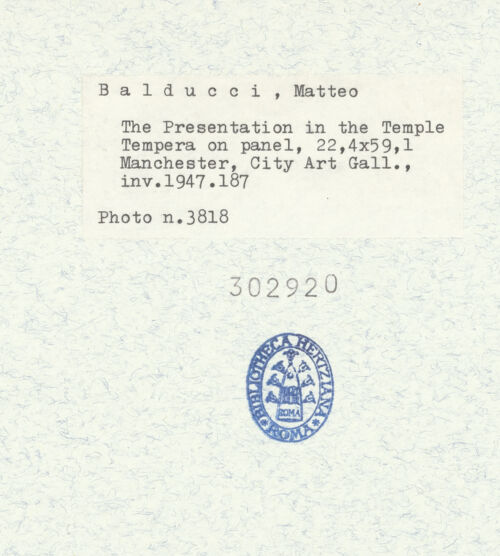 B a l d u c c i , Matteo
The Presentation in the Temple
Tempera on panel, 22,4x59,1
Manchester, City Art Gall.,
inv.1947.187
Photo n.3818
302920
BIBLIOTHECA HERTZIANA
ROMA
* ROMA *